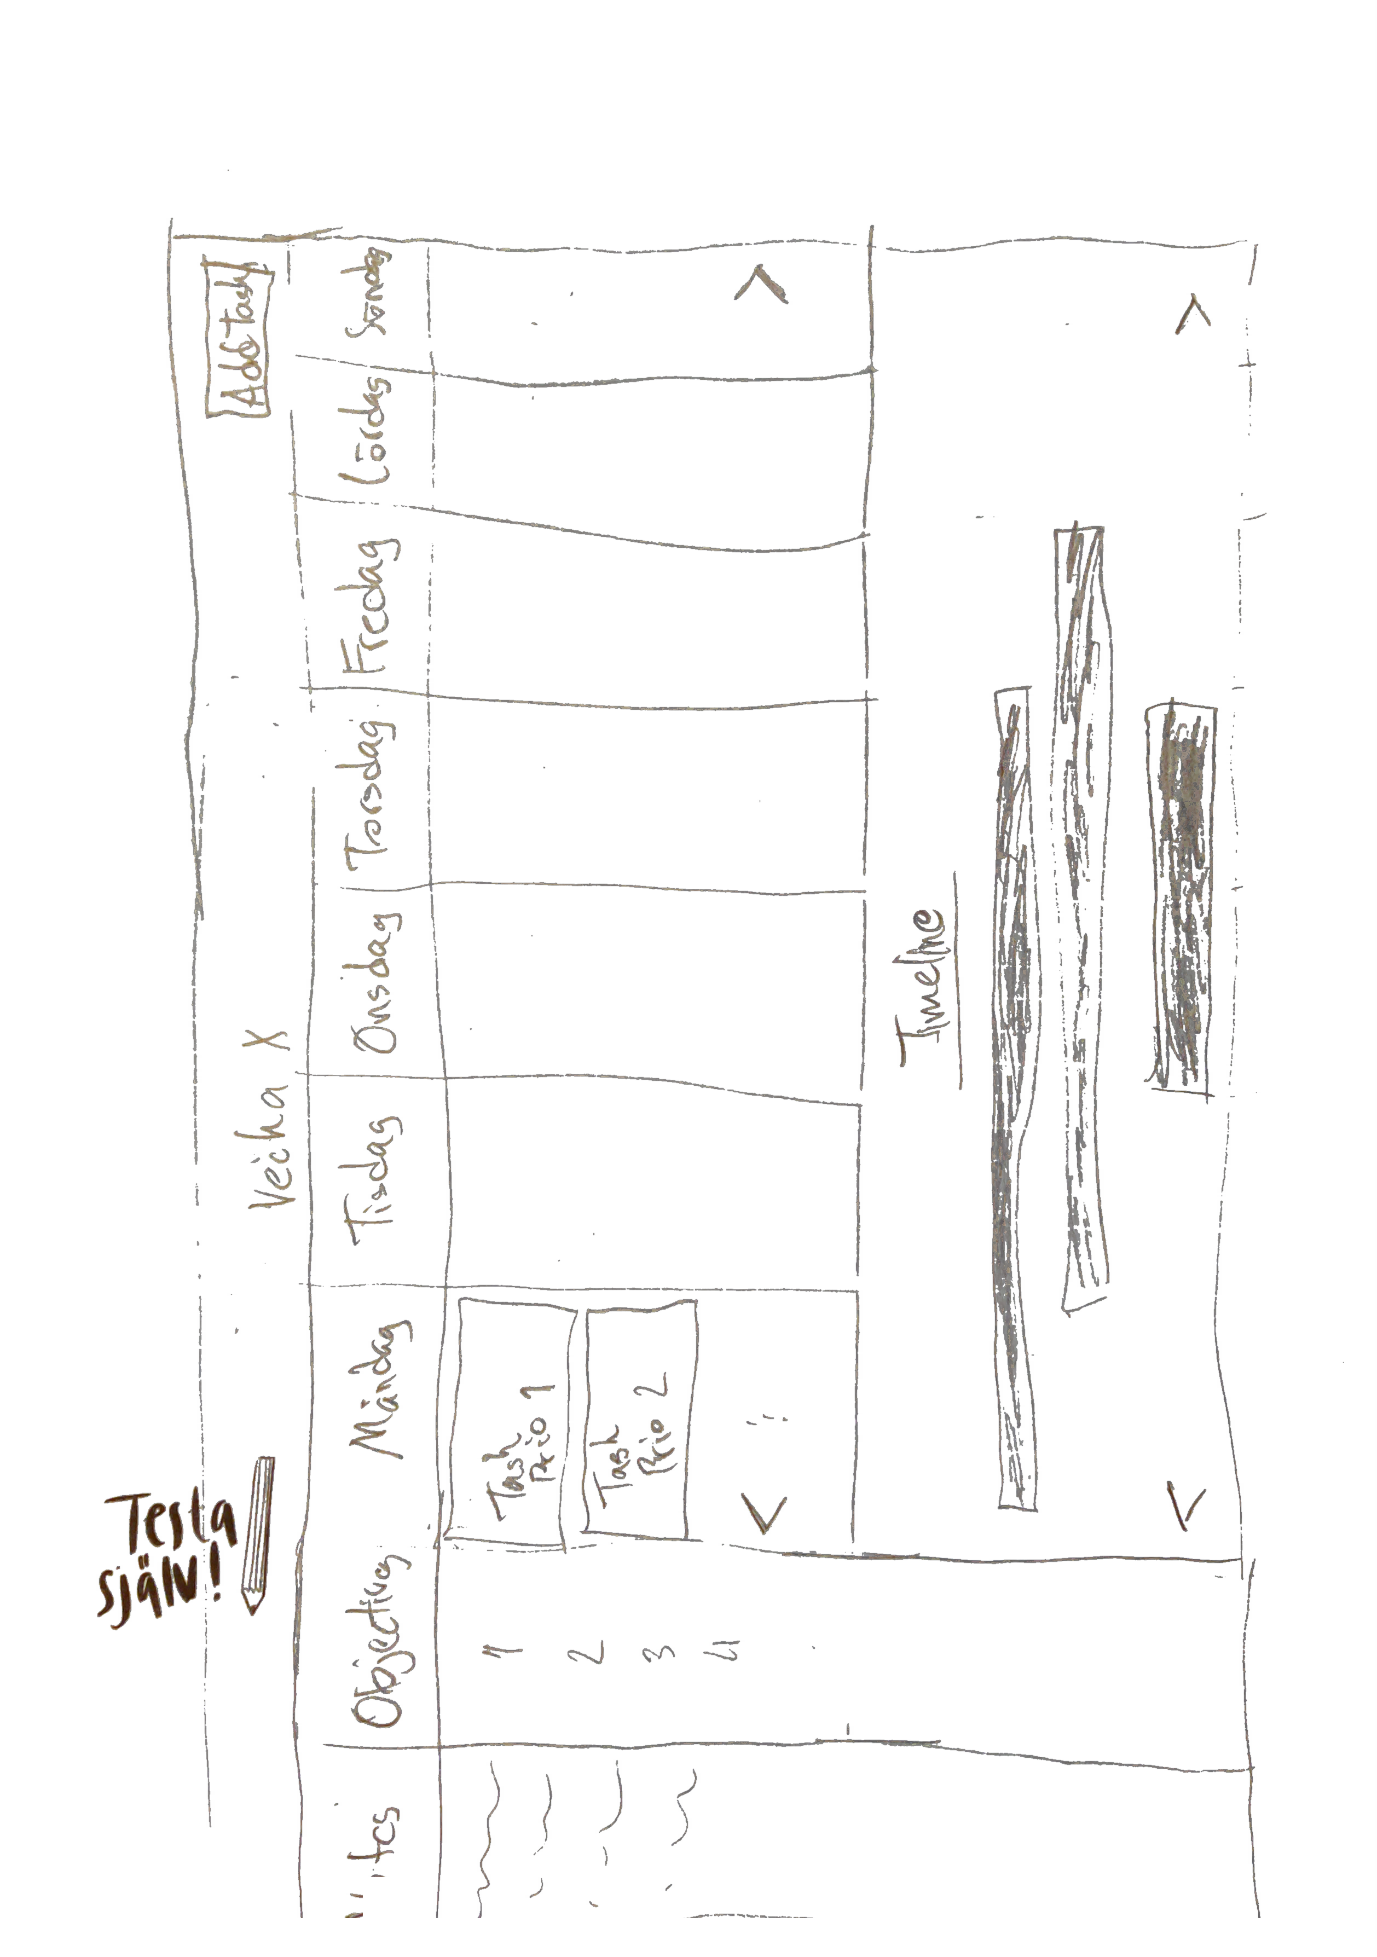 Testa
själv!
Vecka X
Add Task
Objectives
Måndag
Tisdag
Onsdag
Torsdag
Fredag
Lördag
Söndag
1
2
3
4
Task
Prio 1
Task
Prio 2
Timeline